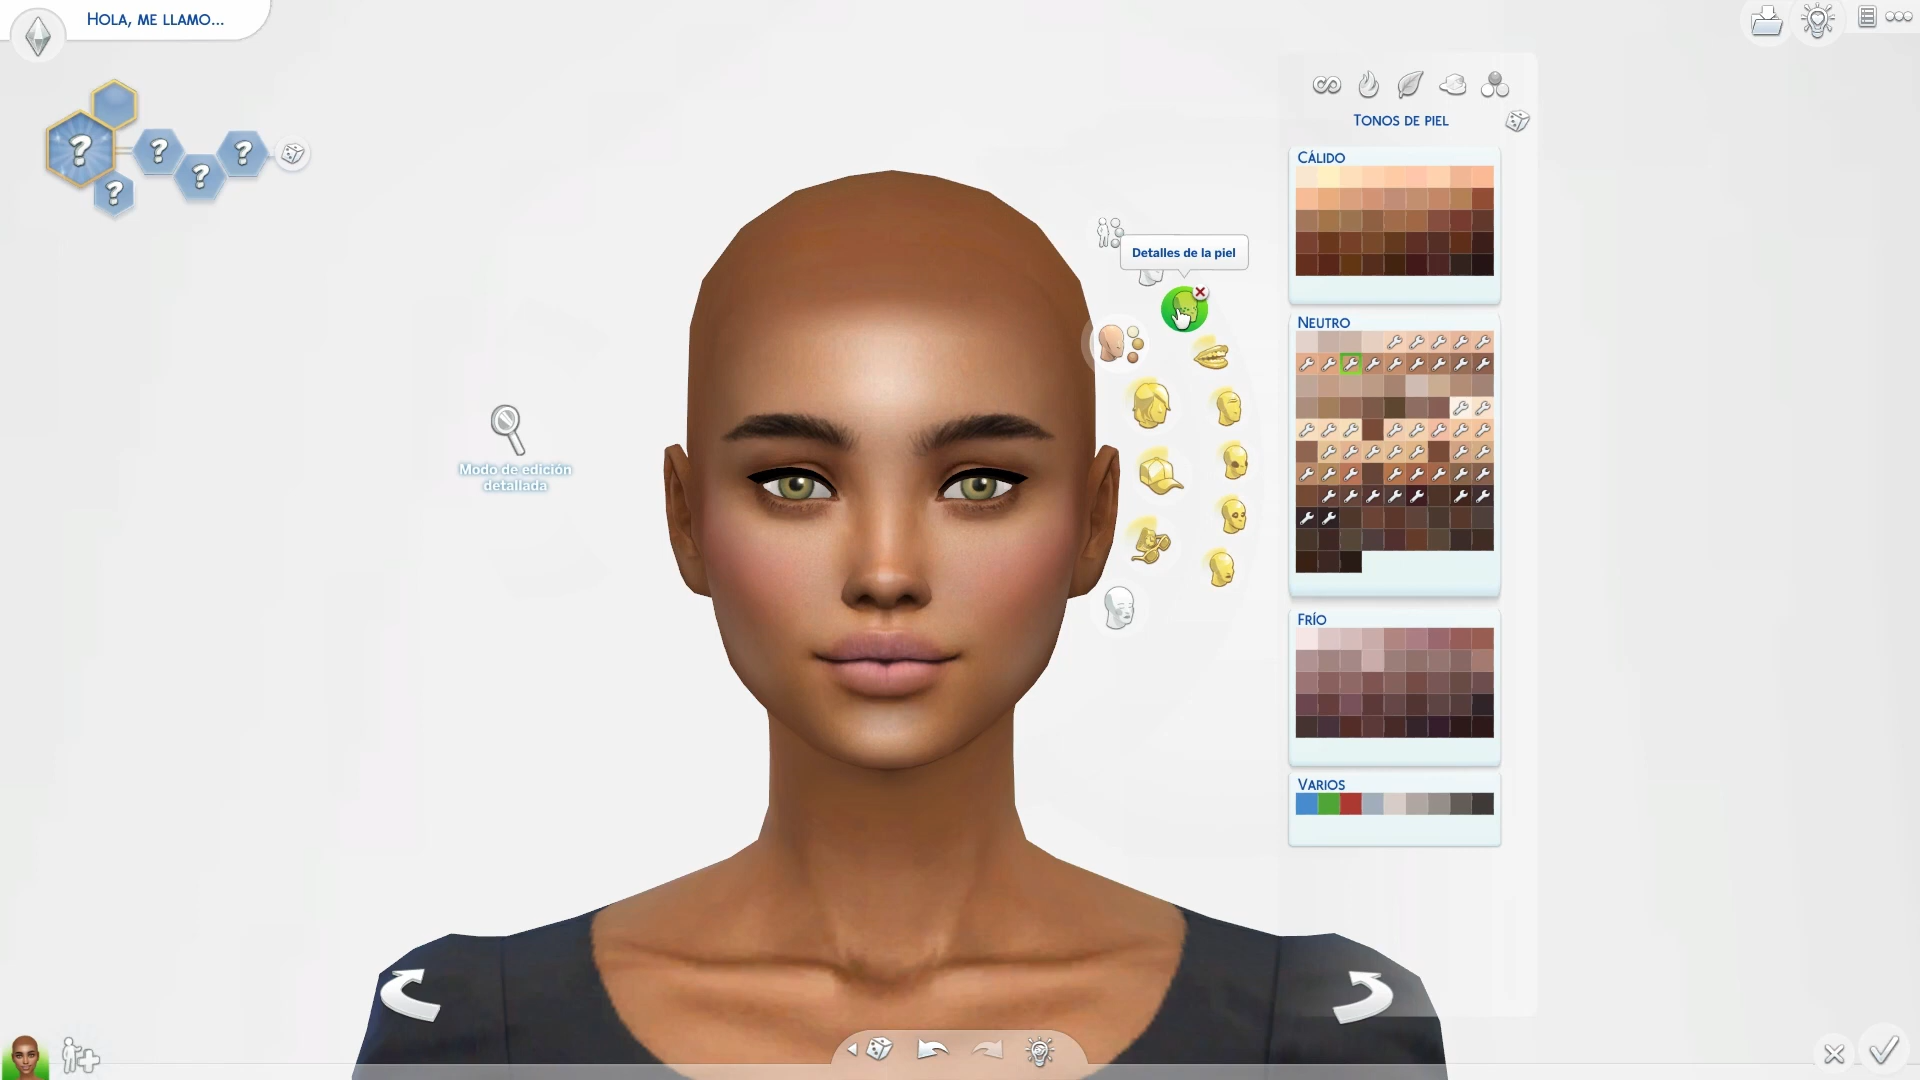 HOLA, ME LLAMO...
?
?
?
?
?
TONOS DE PIEL
CÁLIDO
Detalles de la piel
NEUTRO
Modo de edición
detallada
FRÍO
VARIOS